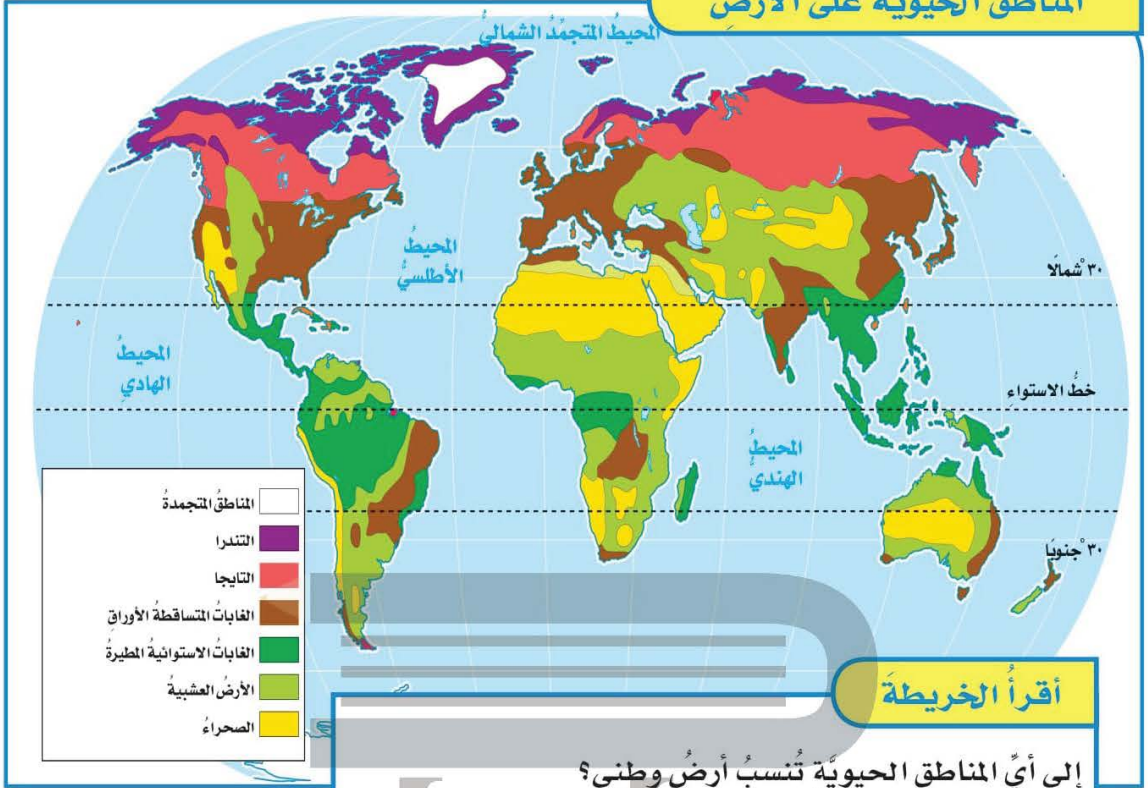 المناطق الحيوية على الأرضِ
المحيطُ المتجمِّدُ الشماليُّ
المحيطُ
الأطلسيُّ
٣٠ ْشمالًا
المحيطُ
الهادي
خطُّ الاستواءِ
المحيطُ
الهنديُّ
٣٠ ْجنوبًا
المناطقُ المتجمدةُ
التندرا
التايجا
الغاباتُ المتساقطةُ الأوراقِ
الغاباتُ الاستوائيةُ المطيرةُ
الأرضُ العشبيةُ
الصحراءُ
أقرأُ الخريطةَ
إلى أيِّ المناطق الحيويَّة تُنسبُ أرضُ وطني؟